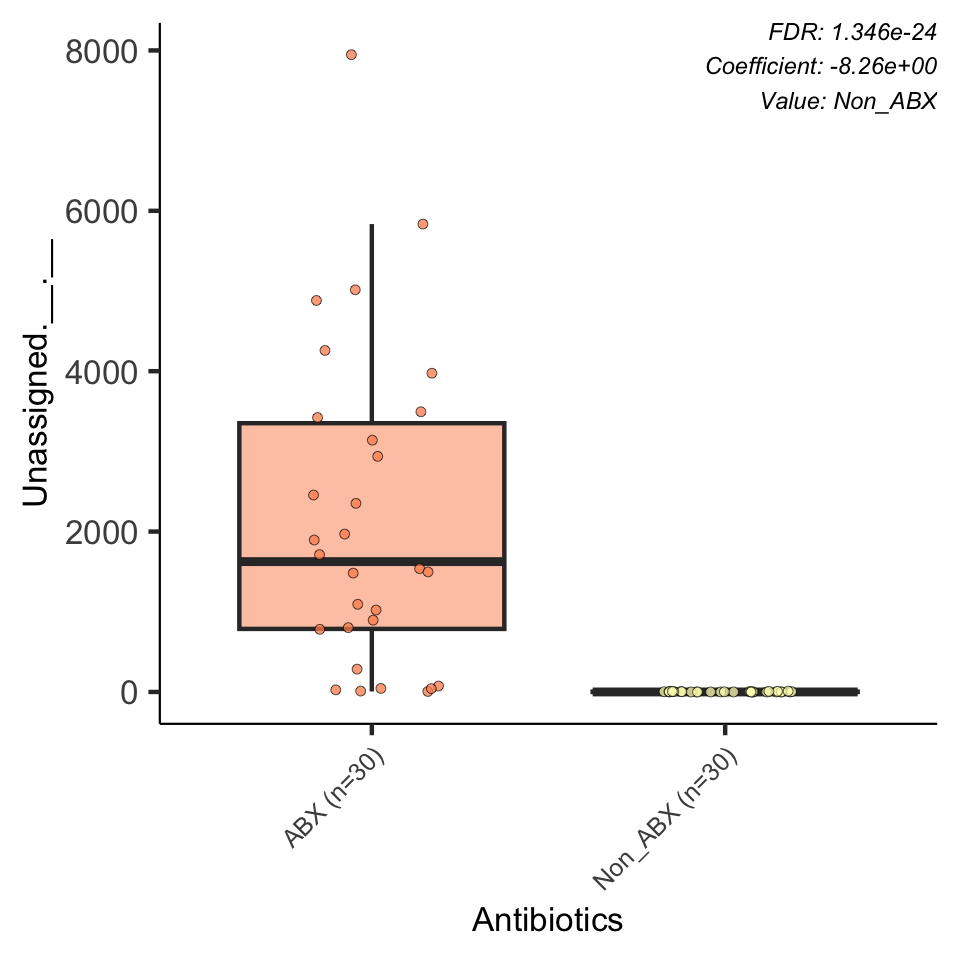 FDR: 1.346e-24
Coefficient: -8.26e+00
Value: Non_ABX
8000
6000
4000
2000
0
Unassigned.__.__
ABX (n=30)
Non_ABX (n=30)
Antibiotics